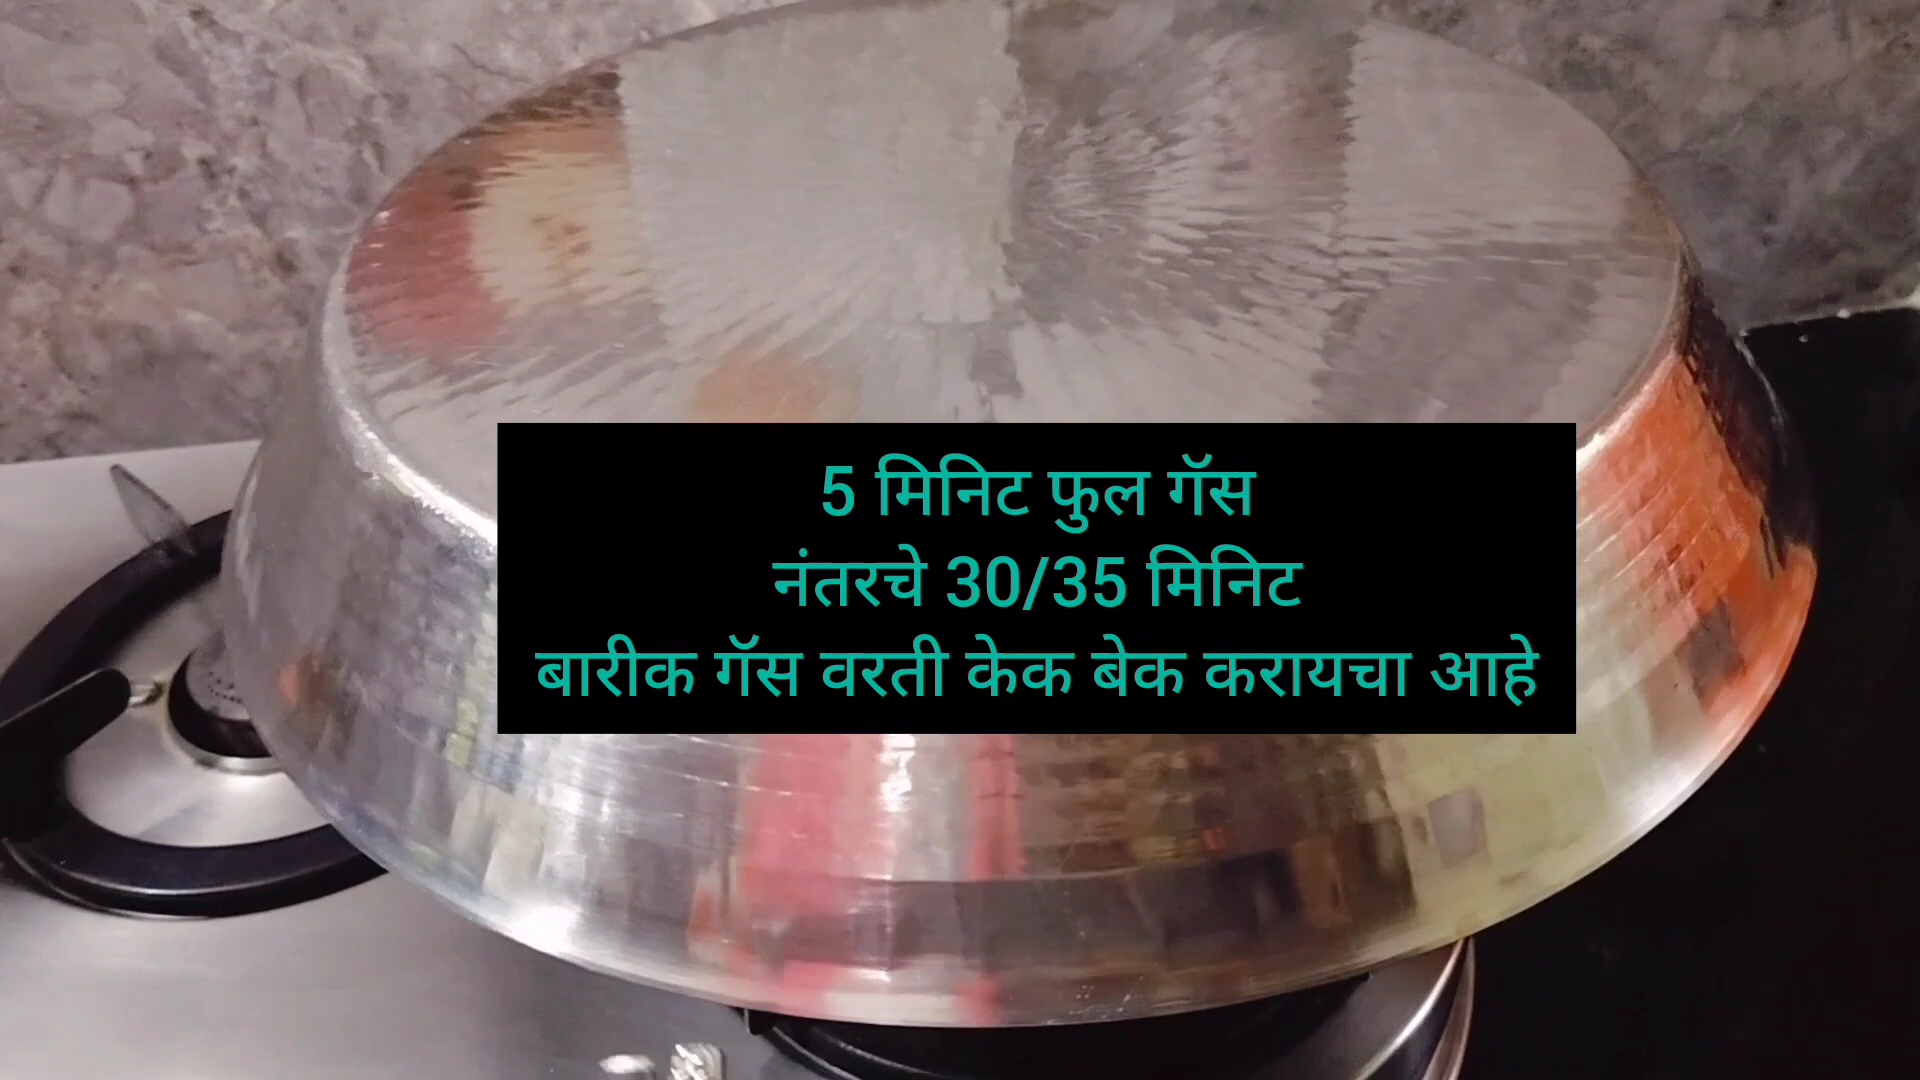 5 मिनिट फुल गॅस
नंतरचे 30/35 मिनिट
बारीक गॅस वरती केक बेक करायचा आहे